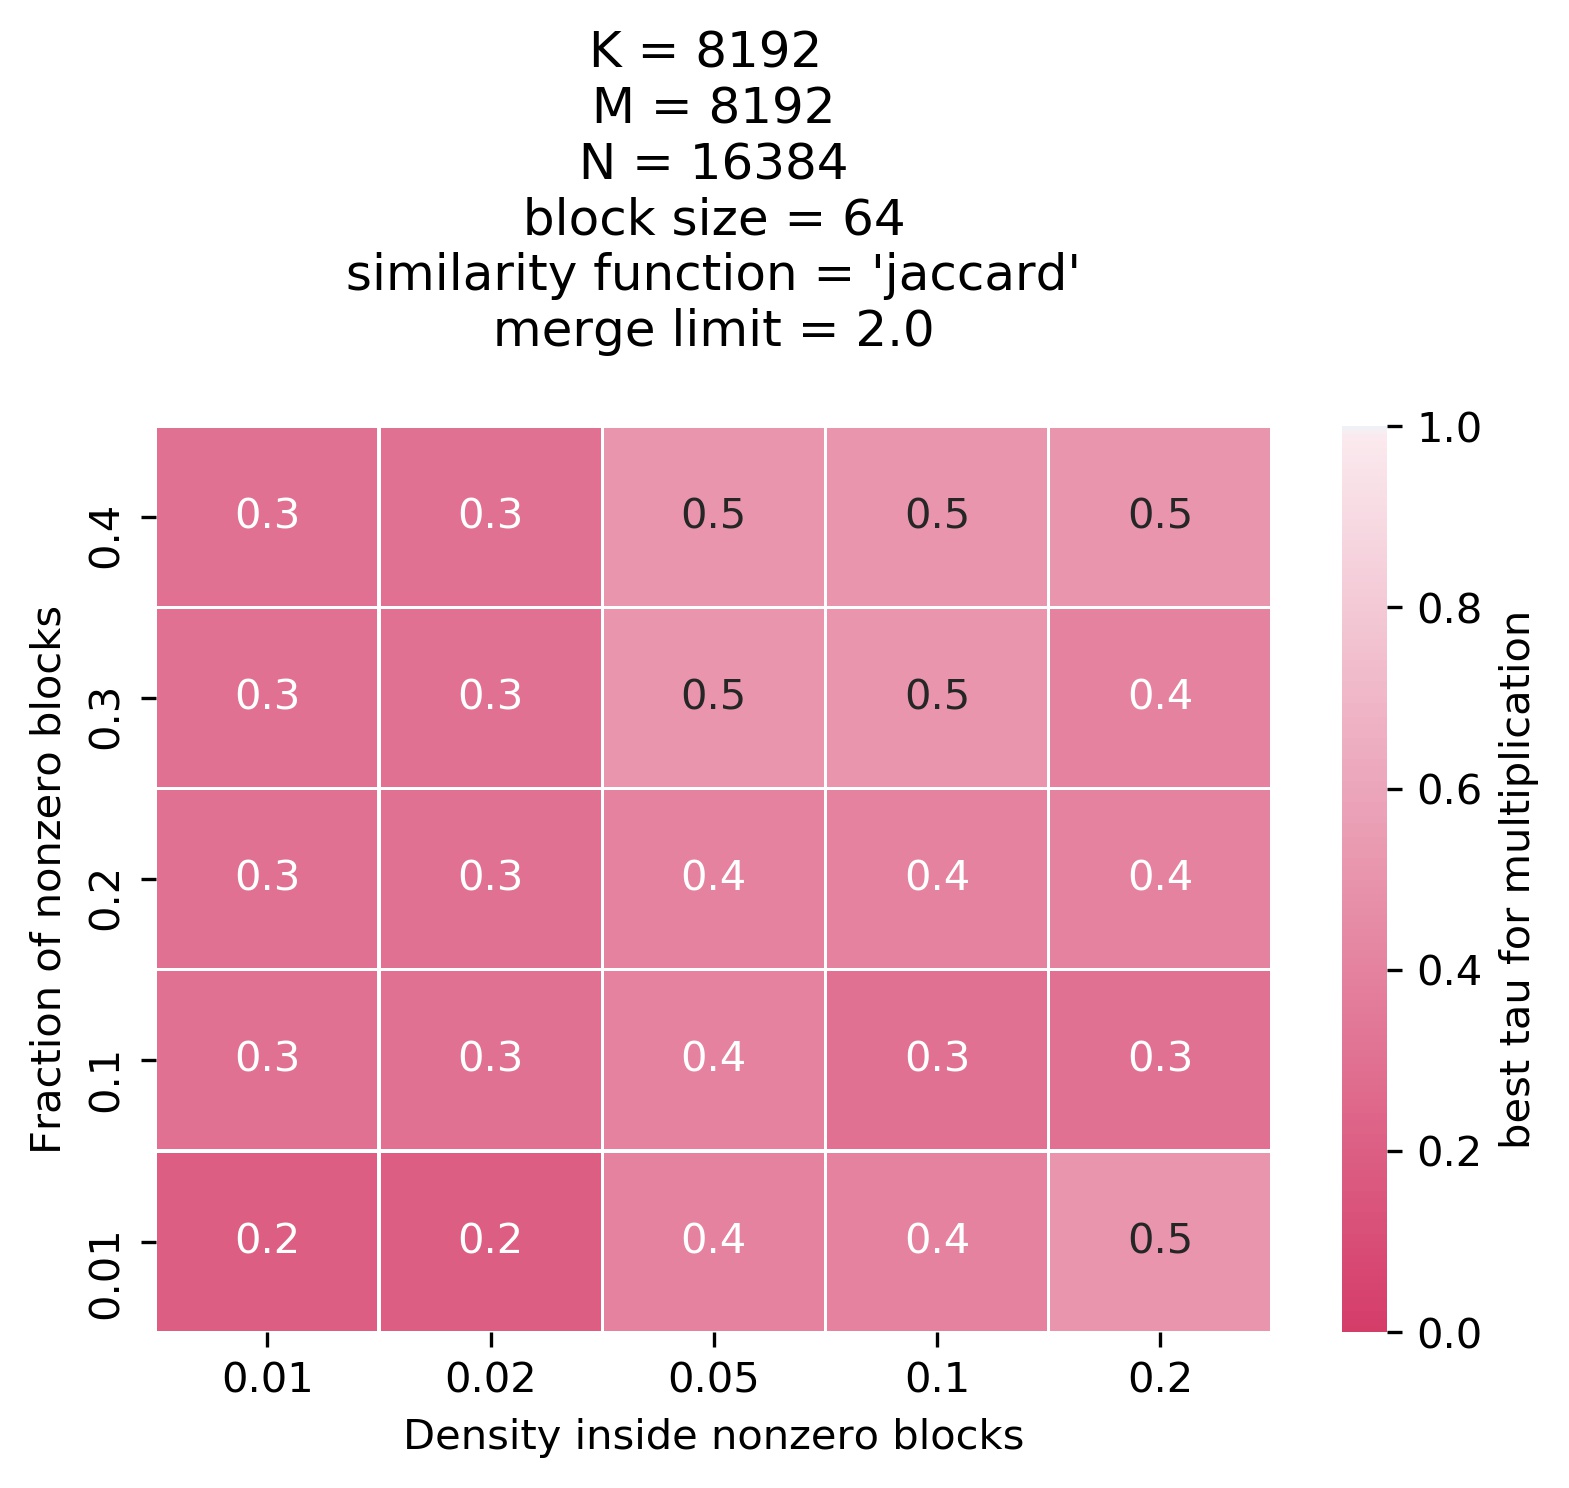 K = 8192
M = 8192
N = 16384
block size = 64
similarity function = 'jaccard'
merge limit = 2.0
Fraction of nonzero blocks
0.4 0.3 0.3 0.5 0.5 0.5
0.3 0.3 0.3 0.5 0.5 0.4
0.2 0.3 0.3 0.4 0.4 0.4
0.1 0.3 0.3 0.4 0.3 0.3
0.01 0.2 0.2 0.4 0.4 0.5
0.01 0.02 0.05 0.1 0.2
Density inside nonzero blocks
1.0
0.8
0.6
0.4
0.2
0.0
best tau for multiplication